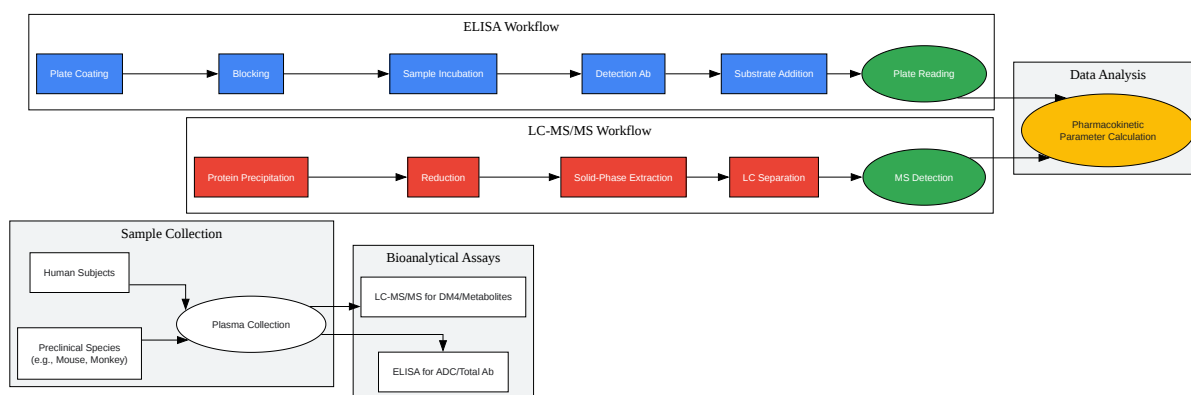 ELISA Workflow
Plate Coating
Blocking
Sample Incubation
Detection Ab
Substrate Addition
Plate Reading
Data Analysis
Pharmacokinetic
Parameter Calculation
LC-MS/MS Workflow
Protein Precipitation
Reduction
Solid-Phase Extraction
LC Separation
MS Detection
Sample Collection
Human Subjects
Preclinical Species
(e.g., Mouse, Monkey)
Plasma Collection
Bioanalytical Assays
LC-MS/MS for DM4/Metabolites
ELISA for ADC/Total Ab